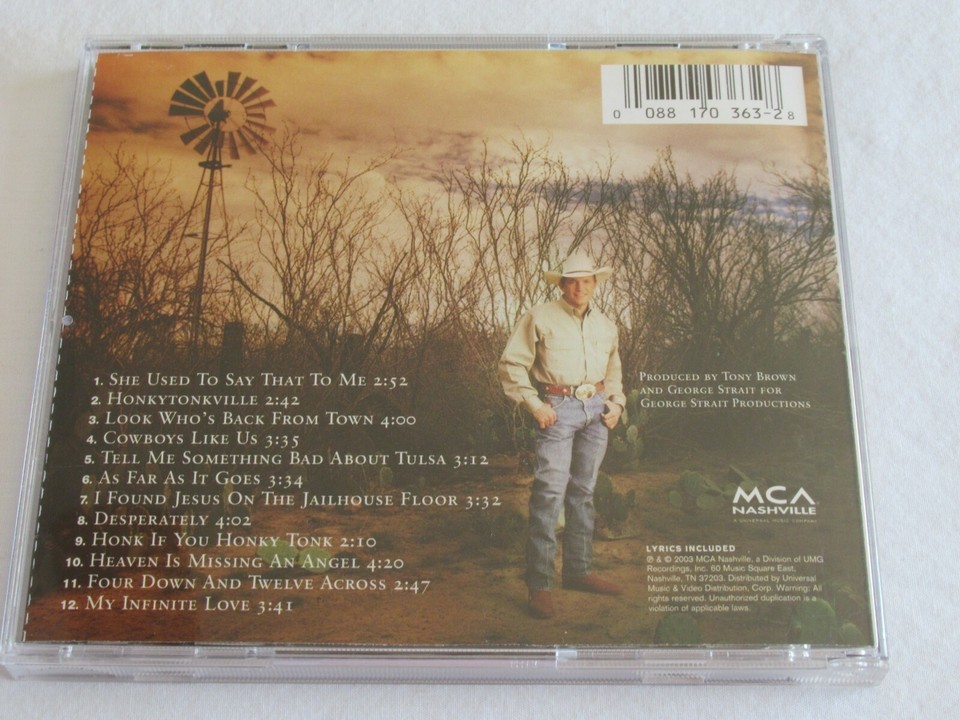 0 088 170 363-2 8
1. She Used To Say That To Me 2:52
2. Honkytonkville 2:42
3. Look Who's Back From Town 4:00
4. Cowboys Like Us 3:35
5. Tell Me Something Bad About Tulsa 3:12
6. As Far As It Goes 3:34
7. I Found Jesus On The Jailhouse Floor 3:32
8. Desperately 4:02
9. Honk If You Honky Tonk 2:10
10. Heaven Is Missing An Angel 4:20
11. Four Down And Twelve Across 2:47
12. My Infinite Love 3:41
Produced by Tony Brown
and George Strait for
George Strait Productions
MCA
NASHVILLE
A UNIVERSAL MUSIC COMPANY
LYRICS INCLUDED
℗ & © 2003 MCA Nashville, a Division of UMG
Recordings, Inc. 60 Music Square East,
Nashville, TN 37203. Distributed by Universal
Music & Video Distribution, Corp. Warning: All
rights reserved. Unauthorized duplication is a
violation of applicable laws.